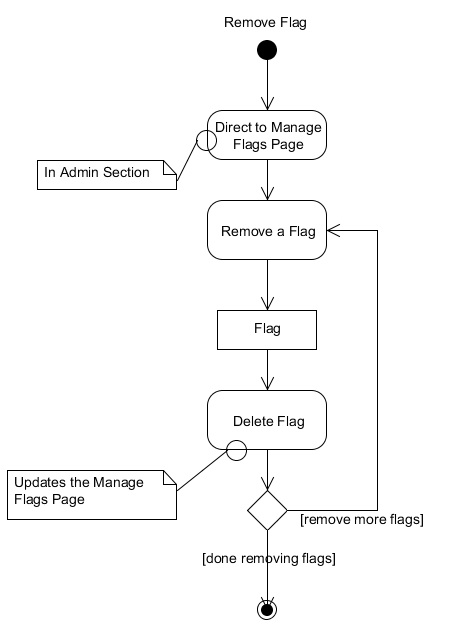 Remove Flag
Direct to Manage
Flags Page
In Admin Section
Remove a Flag
Flag
Delete Flag
Updates the Manage
Flags Page
[remove more flags]
[done removing flags]